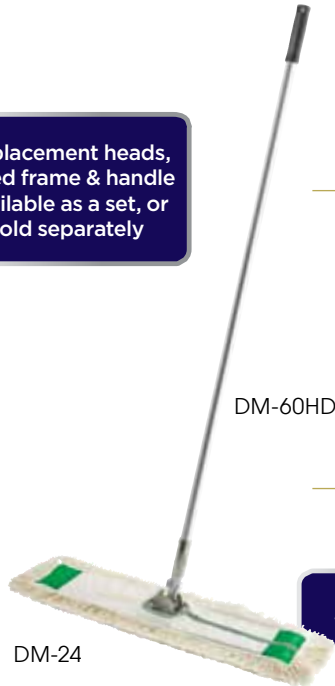 placement heads,
ed frame & handle
ilable as a set, or
old separately
DM-60HD
DM-24